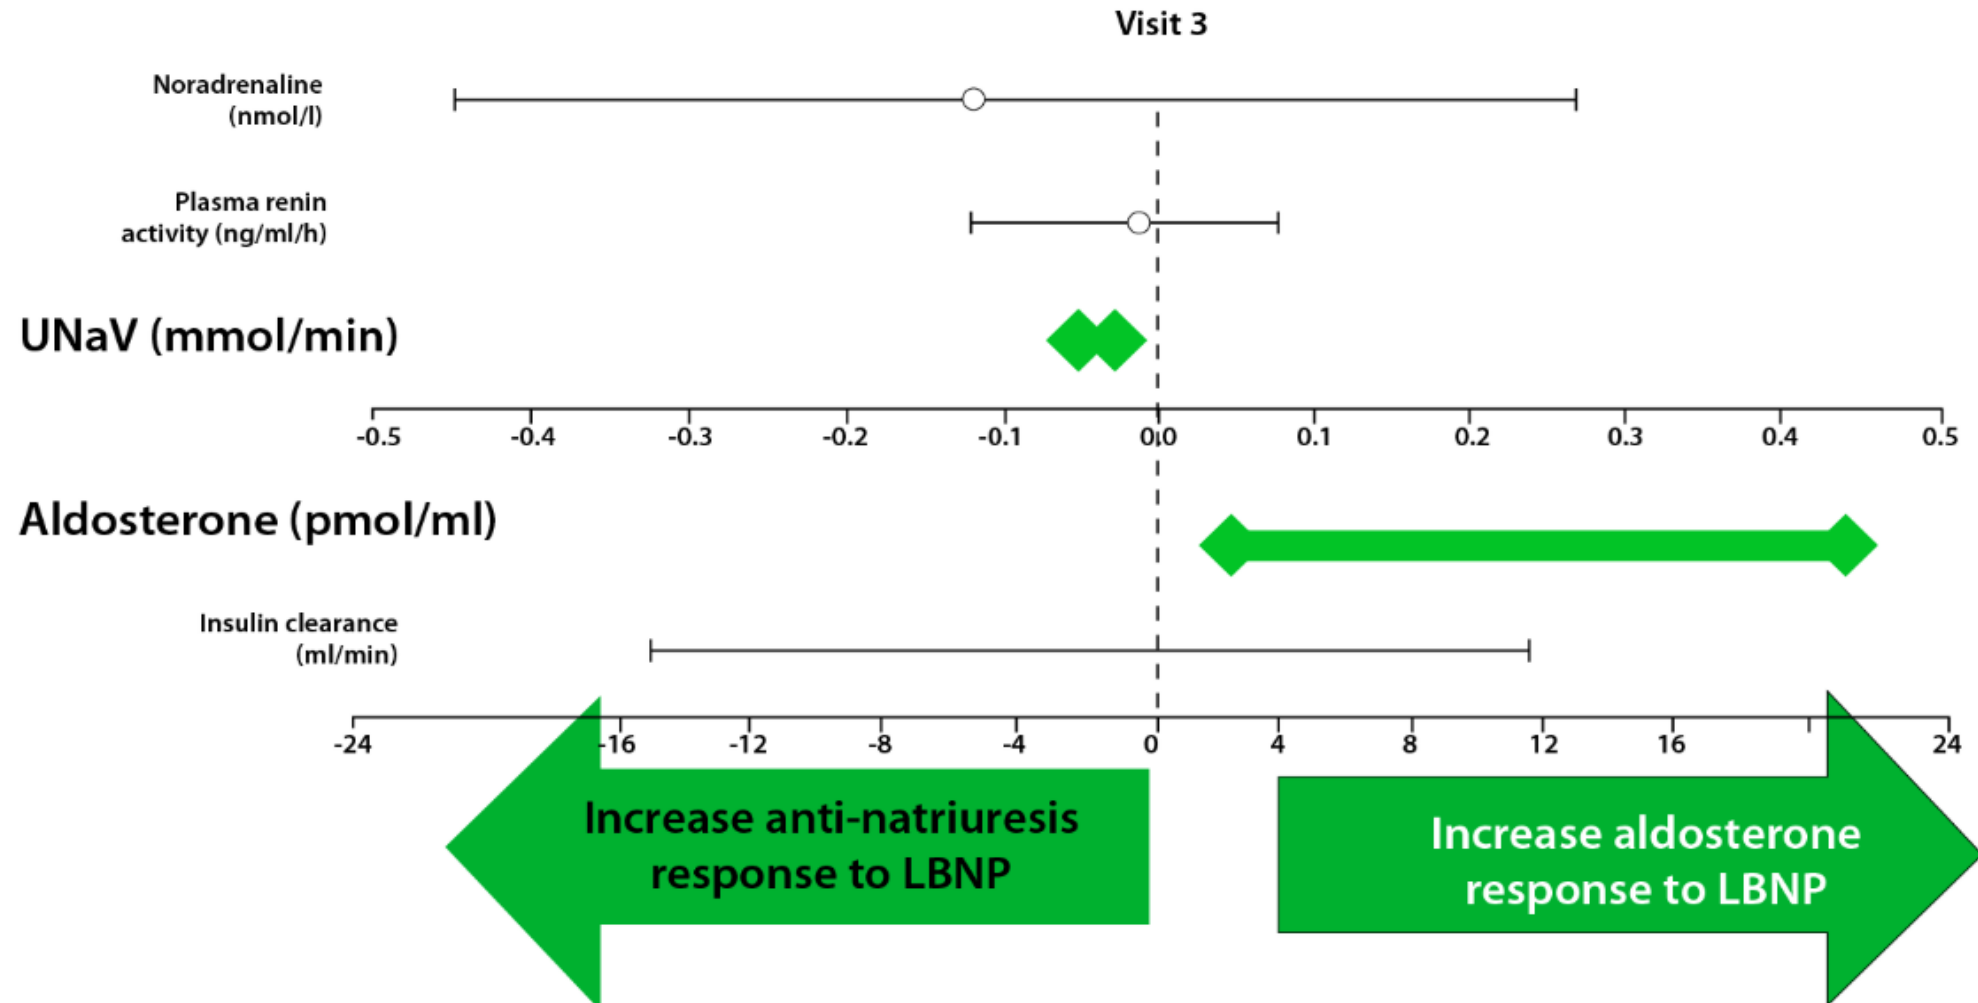 Visit 3
Noradrenaline
(nmol/l)
Plasma renin
activity (ng/ml/h)
UNaV (mmol/min)
-0.5 -0.4 -0.3 -0.2 -0.1 0.0 0.1 0.2 0.3 0.4 0.5
Aldosterone (pmol/ml)
Insulin clearance
(ml/min)
-24 -16 -12 -8 -4 0 4 8 12 16 24
Increase anti-natriuresis
response to LBNP
Increase aldosterone
response to LBNP